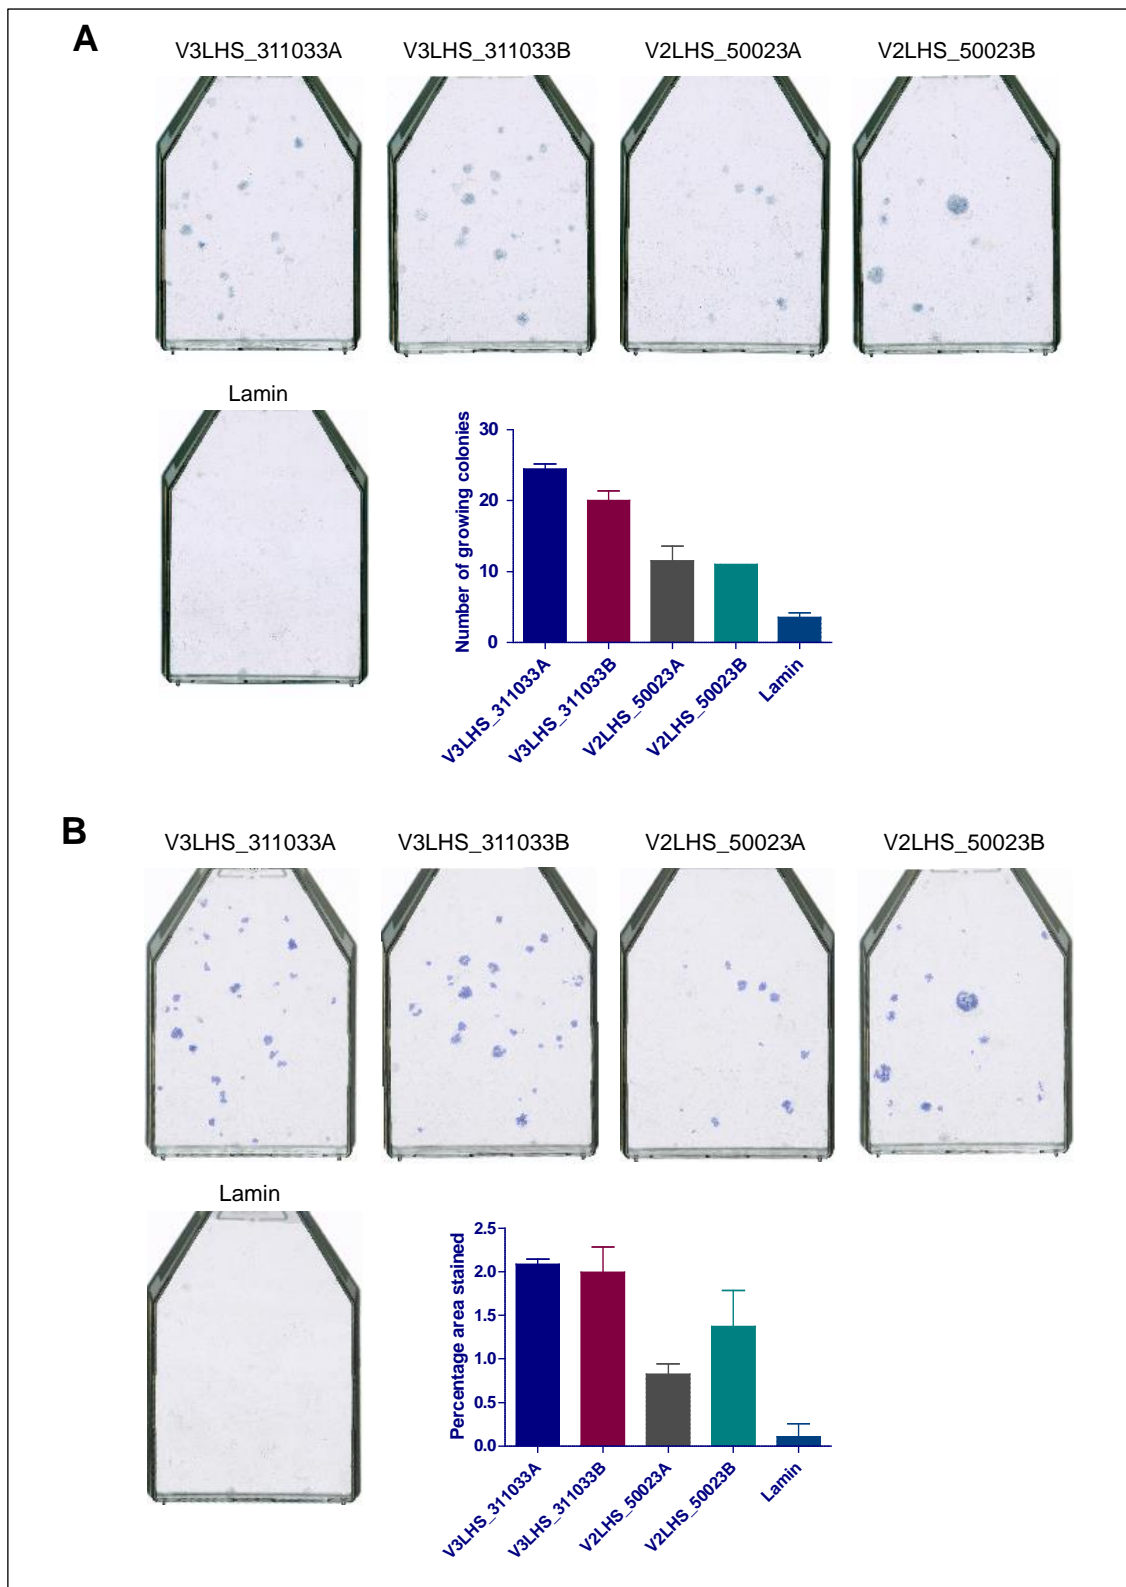 A
V3LHS_311033A
V3LHS_311033B
V2LHS_50023A
V2LHS_50023B
Lamin
Number of growing colonies
30
20
10
0
V3LHS_311033A
V3LHS_311033B
V2LHS_50023A
V2LHS_50023B
Lamin
B
V3LHS_311033A
V3LHS_311033B
V2LHS_50023A
V2LHS_50023B
Lamin
Percentage area stained
2.5
2.0
1.5
1.0
0.5
0.0
V3LHS_311033A
V3LHS_311033B
V2LHS_50023A
V2LHS_50023B
Lamin